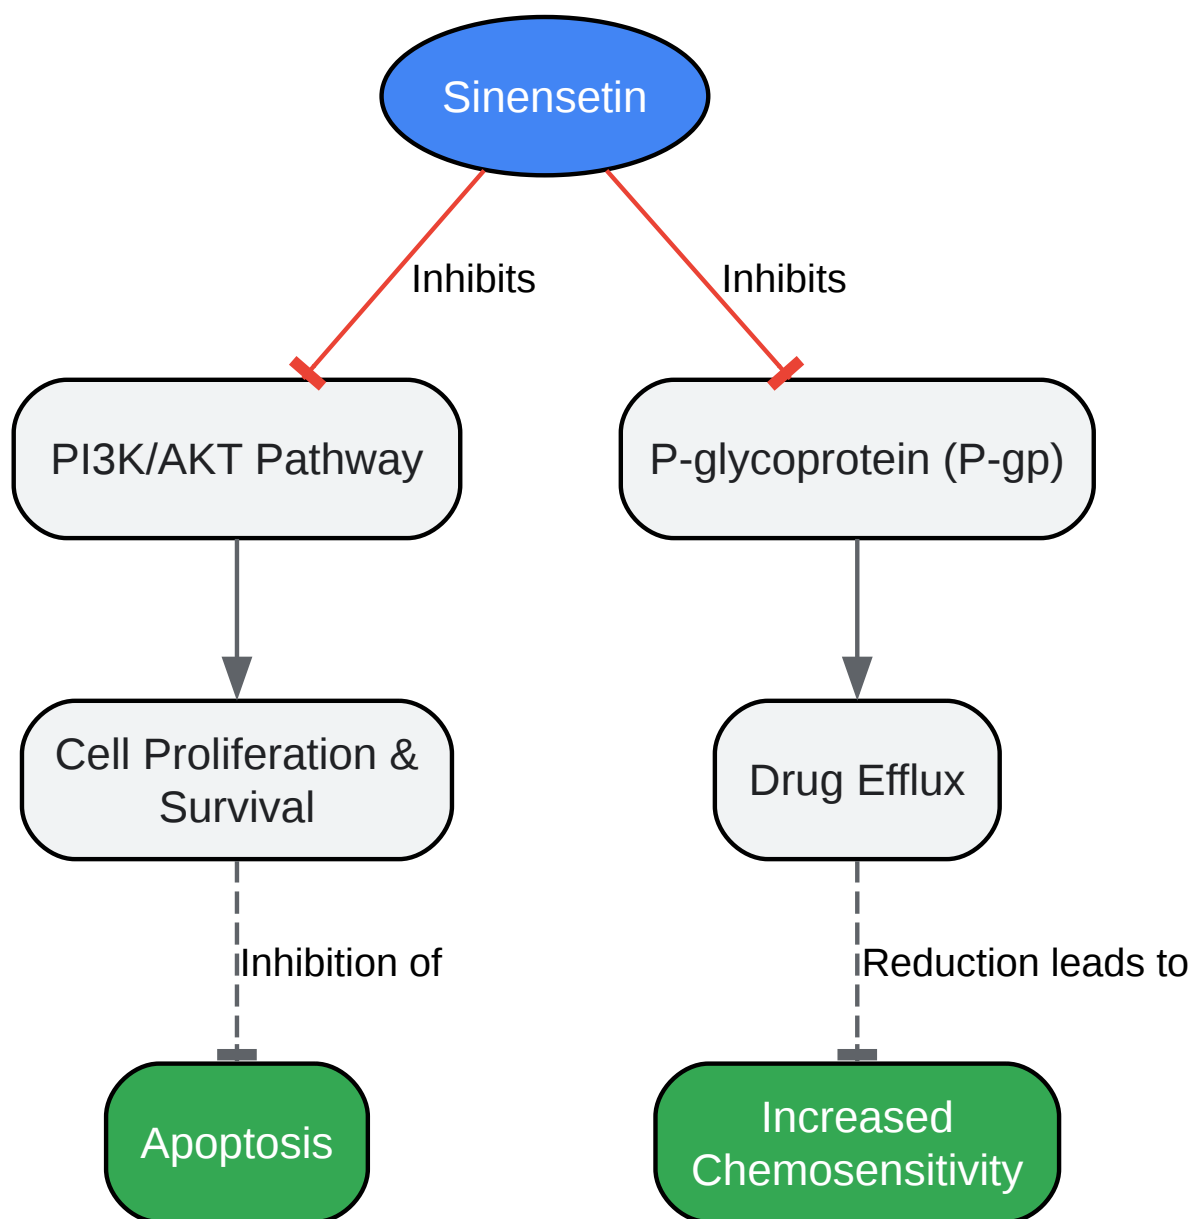 Sinensetin
Inhibits
Inhibits
PI3K/AKT Pathway
P-glycoprotein (P-gp)
Cell Proliferation &
Survival
Drug Efflux
Inhibition of
Reduction leads to
Apoptosis
Increased
Chemosensitivity